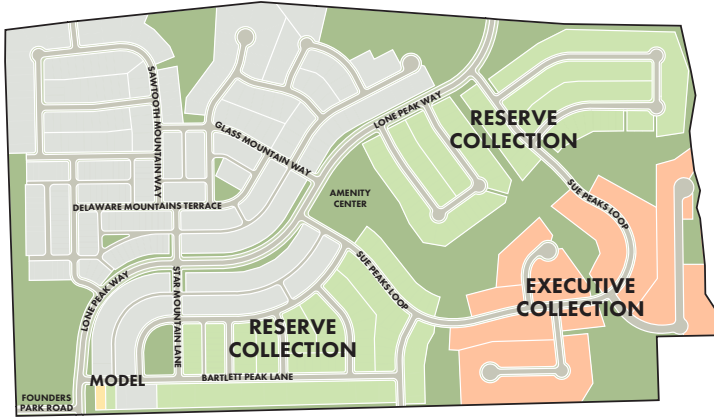 SAWTOOTH MOUNTAIN WAY
GLASS MOUNTAIN WAY
LONE PEAK WAY
RESERVE
COLLECTION
AMENITY
CENTER
SUE PEAKS LOOP
DELAWARE MOUNTAINS TERRACE
LONE PEAK WAY
STAR MOUNTAIN LANE
SUE PEAKS LOOP
EXECUTIVE
COLLECTION
RESERVE
COLLECTION
MODEL
BARTLETT PEAK LANE
FOUNDERS
PARK ROAD